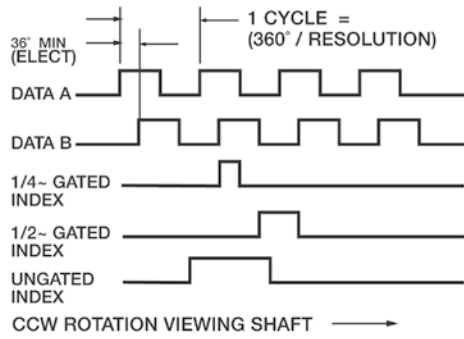 1 CYCLE =
(360° / RESOLUTION)
36° MIN
(ELECT)
DATA A
DATA B
1/4~ GATED
INDEX
1/2~ GATED
INDEX
UNGATED
INDEX
CCW ROTATION VIEWING SHAFT